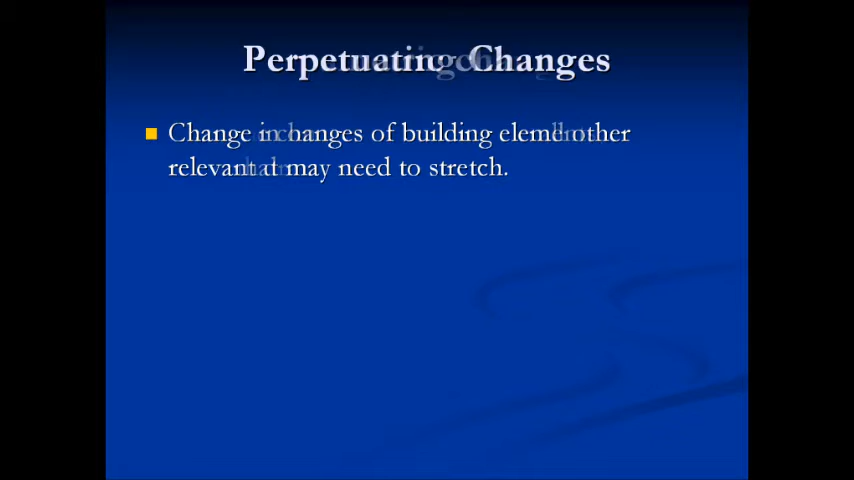 Perpetuating Changes
Change in changes of building other
relevant may need to stretch.